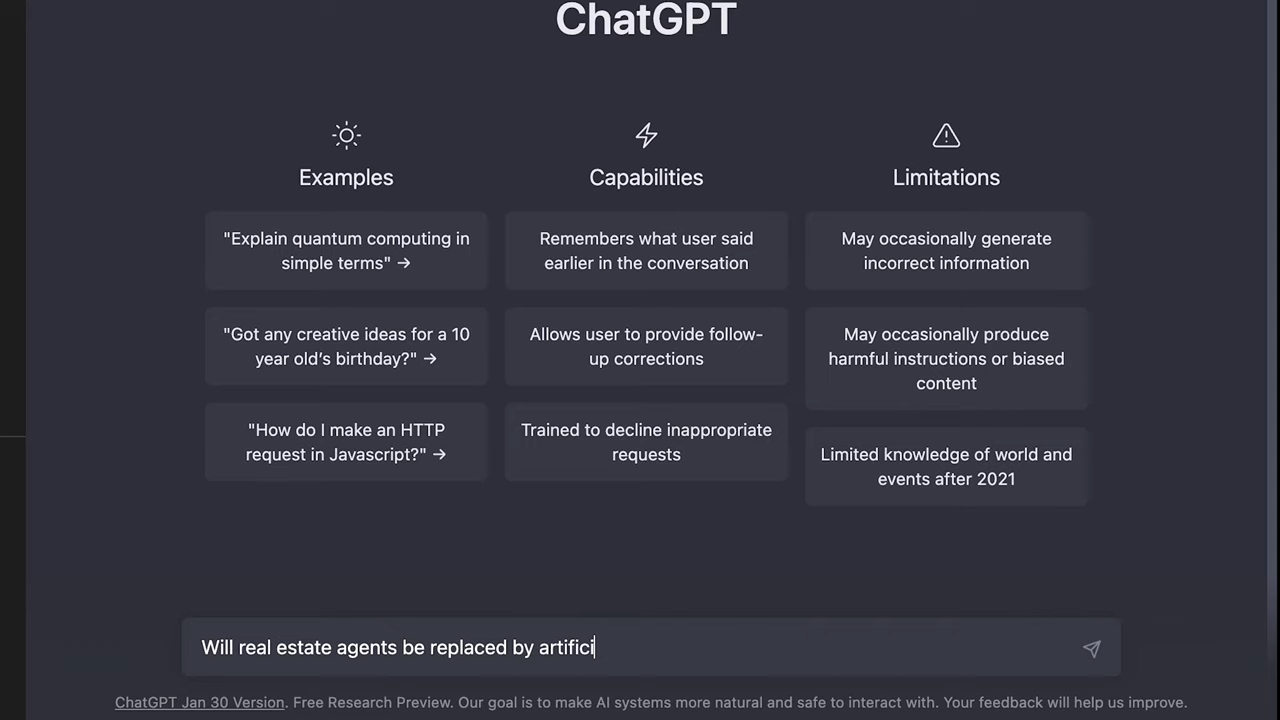 ChatGPT
Examples
"Explain quantum computing in
simple terms" →
"Got any creative ideas for a 10
year old's birthday?" →
"How do I make an HTTP
request in Javascript?" →
Capabilities
Remembers what user said
earlier in the conversation
Allows user to provide follow-
up corrections
Trained to decline inappropriate
requests
Limitations
May occasionally generate
incorrect information
May occasionally produce
harmful instructions or biased
content
Limited knowledge of world and
events after 2021
Will real estate agents be replaced by artifici
ChatGPT Jan 30 Version. Free Research Preview. Our goal is to make AI systems more natural and safe to interact with. Your feedback will help us improve.